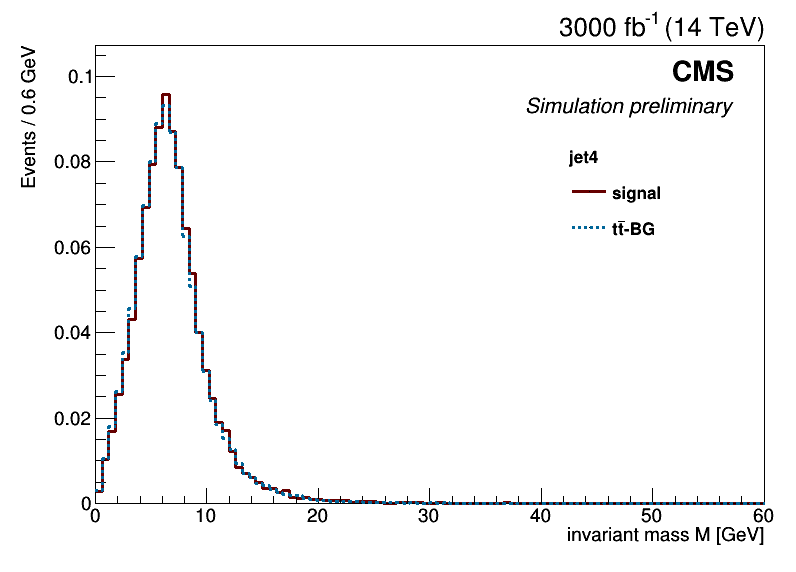 3000 fb⁻¹ (14 TeV)
Events / 0.6 GeV
CMS
Simulation preliminary
jet4
signal
tt̄-BG
0.1
0.08
0.06
0.04
0.02
0
0 10 20 30 40 50 60
invariant mass M [GeV]